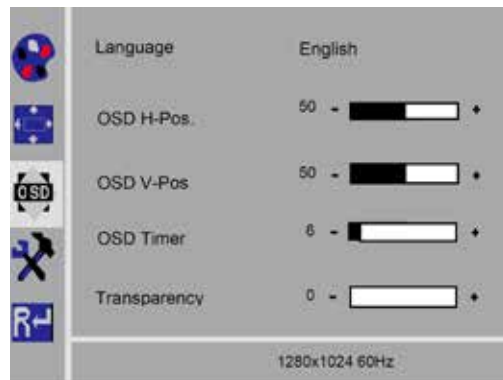 Language English
OSD H-Pos. 50 - +
OSD V-Pos 50 - +
OSD
OSD Timer 6 - +
Transparency 0 - +
R
1280x1024 60Hz